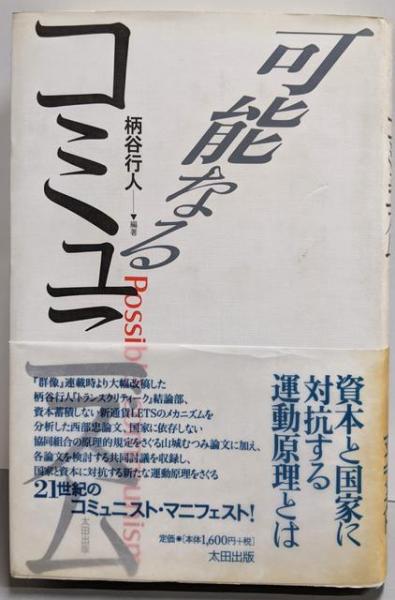 可能なる
コミュニズム
柄谷行人
▼編著
Possible Communism
資本と国家に
対抗する
運動原理とは
『群像』連載時より大幅改稿した
柄谷行人『トランスクリティーク』結論部、
資本蓄積しない新通貨LETSのメカニズムを
分析した西部忠論文、国家に依存しない
協同組合の原理的規定をさぐる山城むつみ論文に加え、
各論文を検討する共同討議を収録し、
国家と資本に対抗する新たな運動原理をさぐる
21世紀の
コミュニスト・マニフェスト!
太田出版
定価●[本体1,600円+税]
太田出版